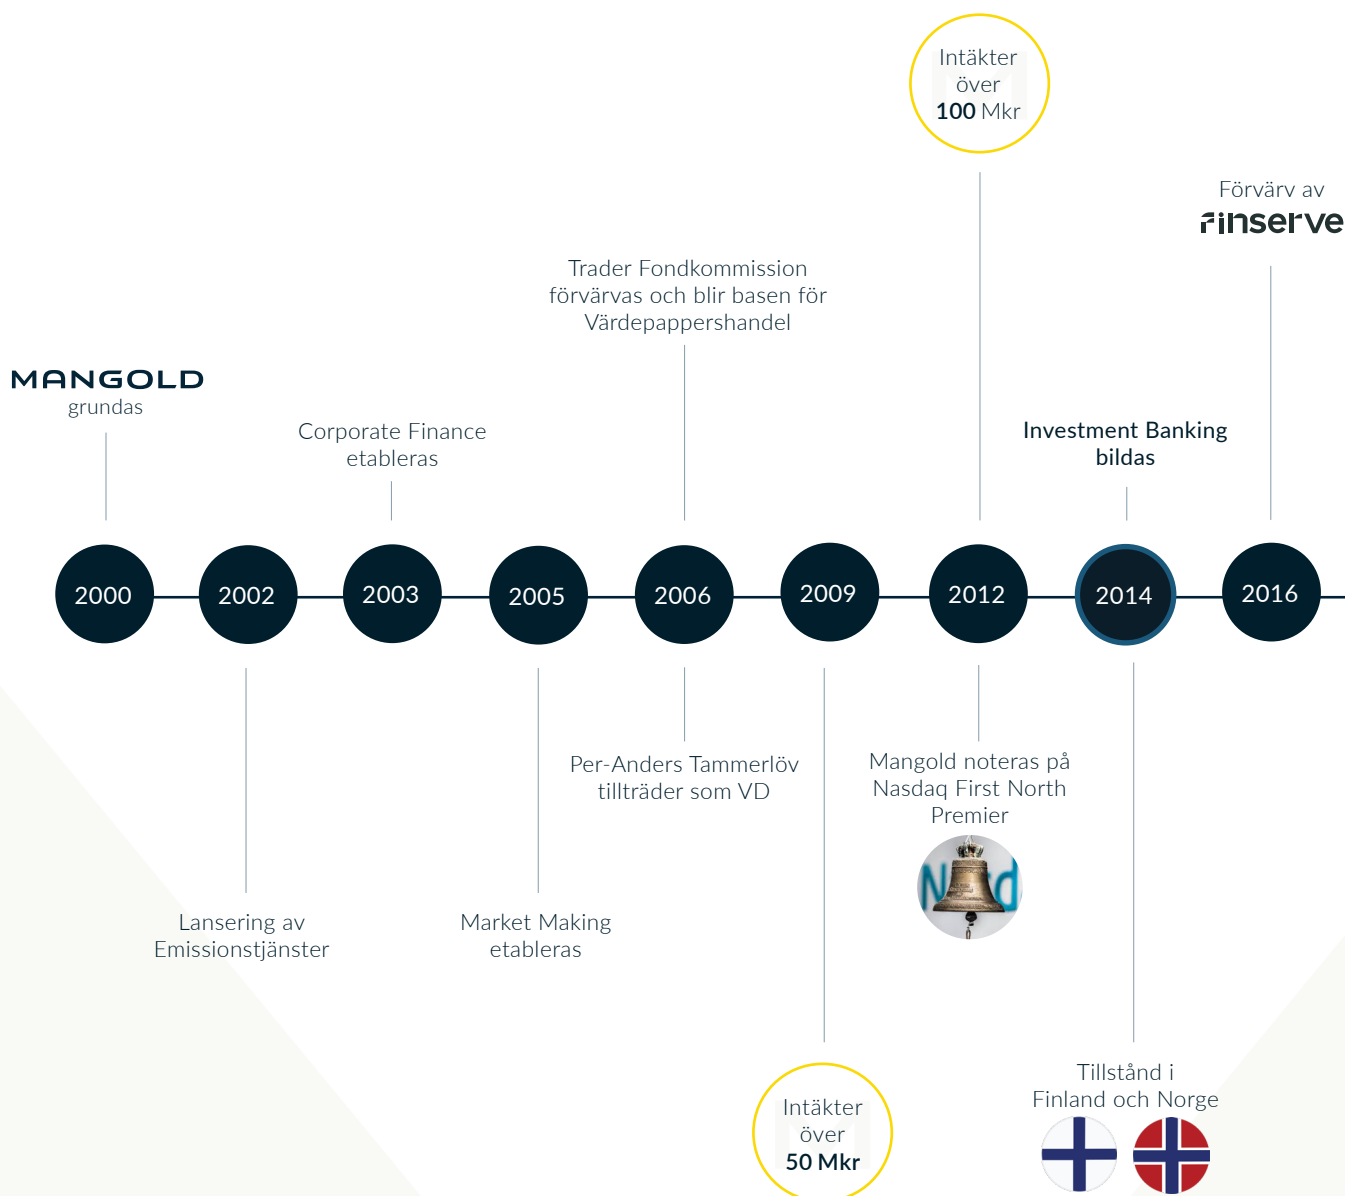 Intäkter
över
100 Mkr
Förvärv av
Finserve
Trader Fondkommission
förvärvas och blir basen för
Värdepappershandel
MANGOLD
grundas
Corporate Finance
etableras
Investment Banking
bildas
2000
2002
2003
2005
2006
2009
2012
2014
2016
Per-Anders Tammerlöv
tillträder som VD
Mangold noteras på
Nasdaq First North
Premier
Lansering av
Emissionstjänster
Market Making
etableras
Tillstånd i
Finland och Norge
Intäkter
över
50 Mkr